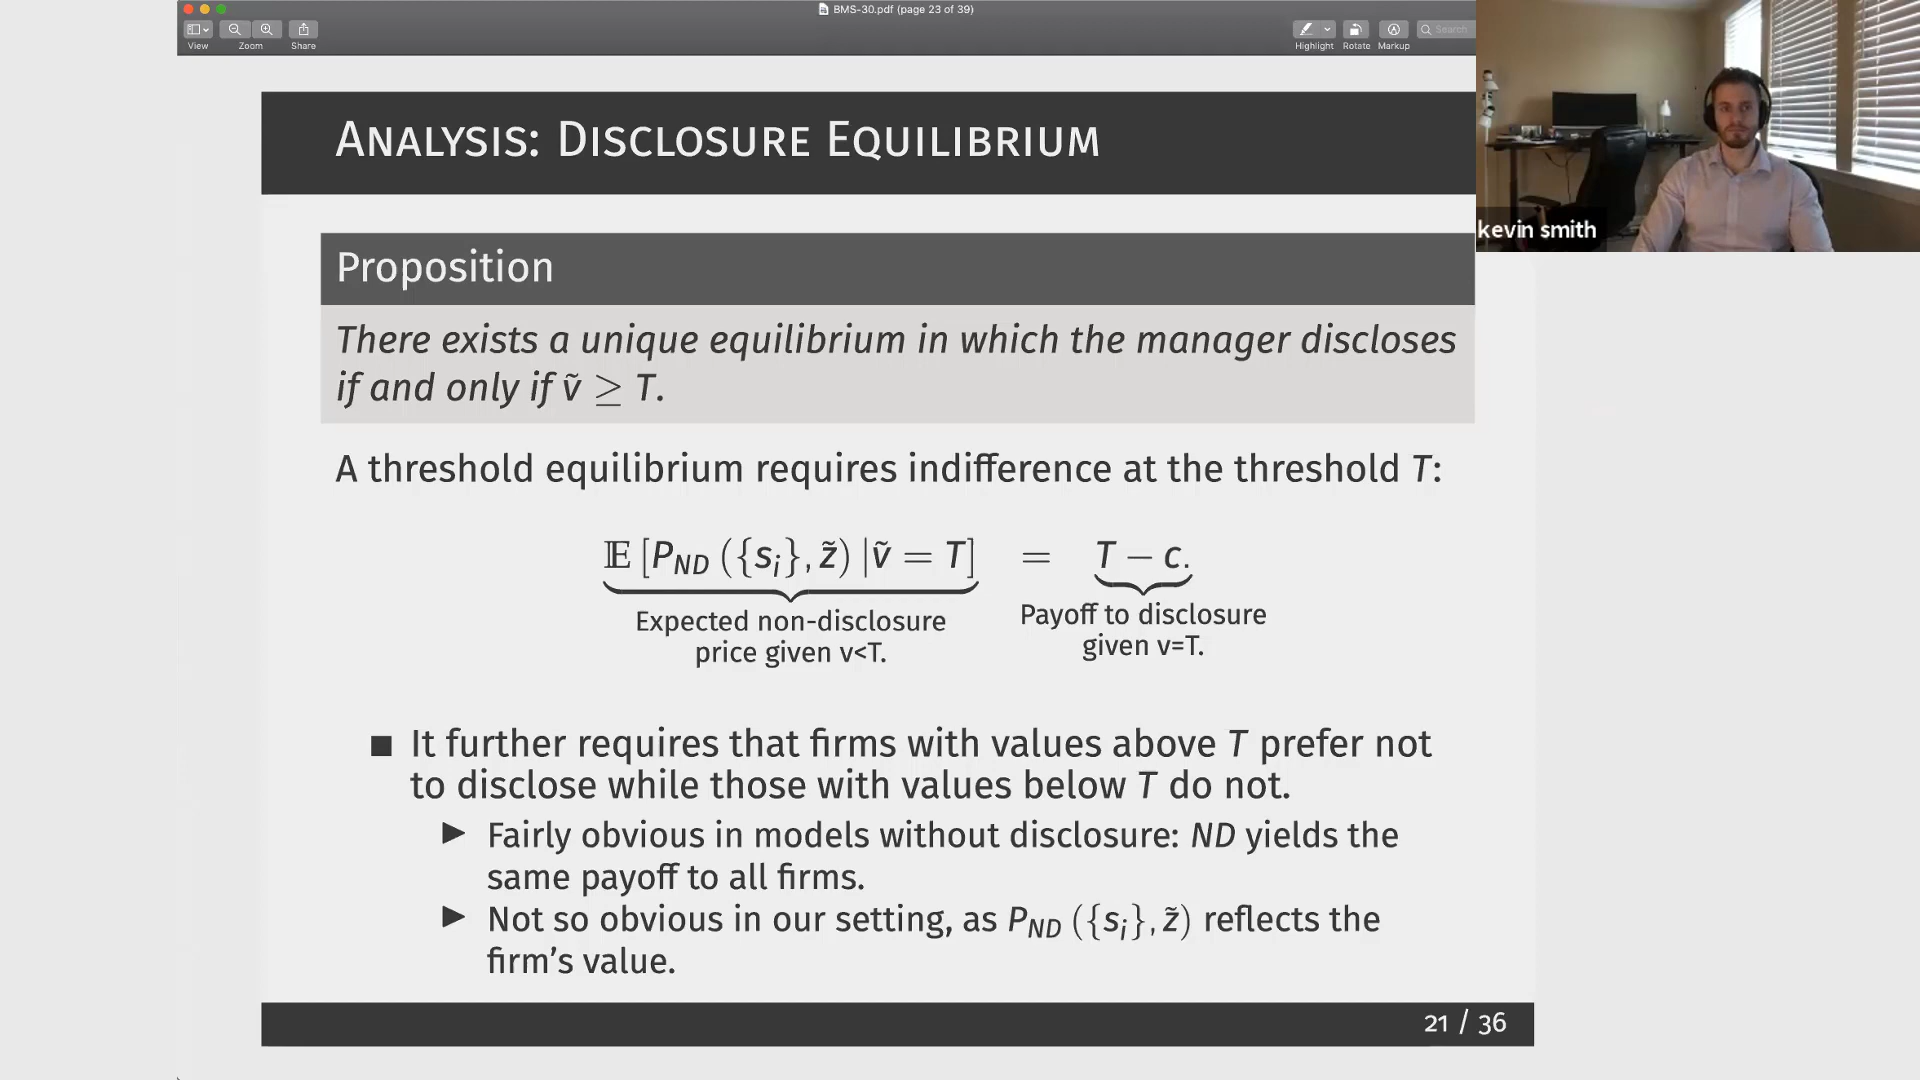 BMS-30.pdf (page 23 of 39)
View Zoom Share Highlight Rotate Markup Search
kevin smith
Analysis: Disclosure Equilibrium
Proposition
There exists a unique equilibrium in which the manager discloses
if and only if ṽ ≥ T.
A threshold equilibrium requires indifference at the threshold T:
𝔼 [P_ND ({s_i}, z̃) |ṽ = T] = T − c.
Expected non-disclosure
price given v<T.
Payoff to disclosure
given v=T.
■ It further requires that firms with values above T prefer not
to disclose while those with values below T do not.
▶ Fairly obvious in models without disclosure: ND yields the
same payoff to all firms.
▶ Not so obvious in our setting, as P_ND ({s_i}, z̃) reflects the
firm's value.
21 / 36